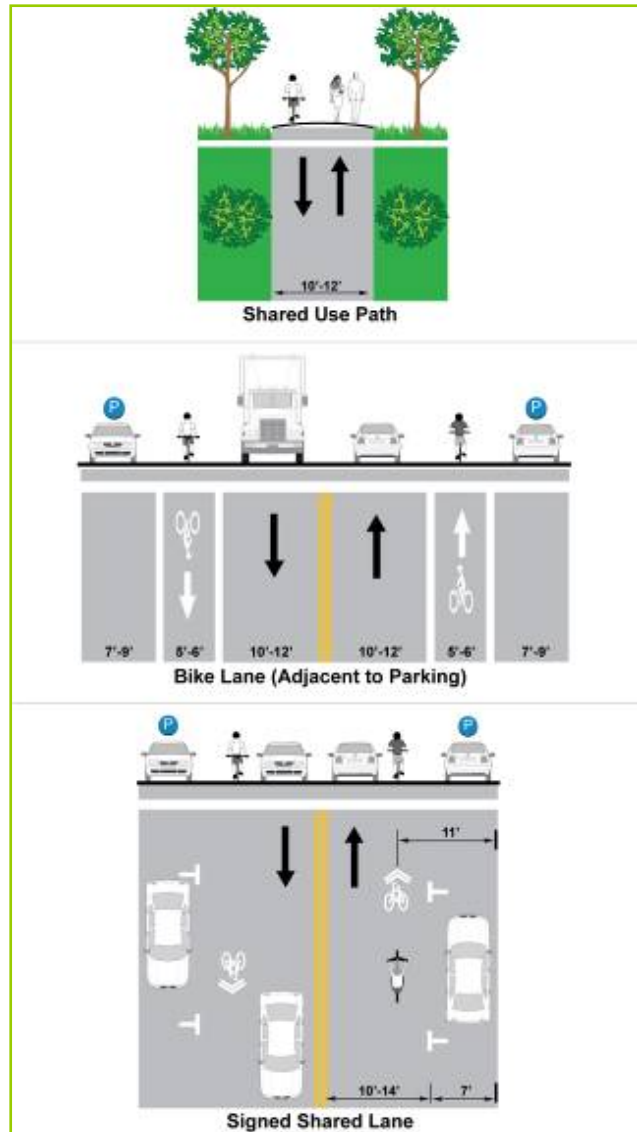 10'-12'
Shared Use Path
P P
7'-9' 5'-6' 10'-12' 10'-12' 5'-6' 7'-9'
Bike Lane (Adjacent to Parking)
P P
11'
10'-14' 7'
Signed Shared Lane